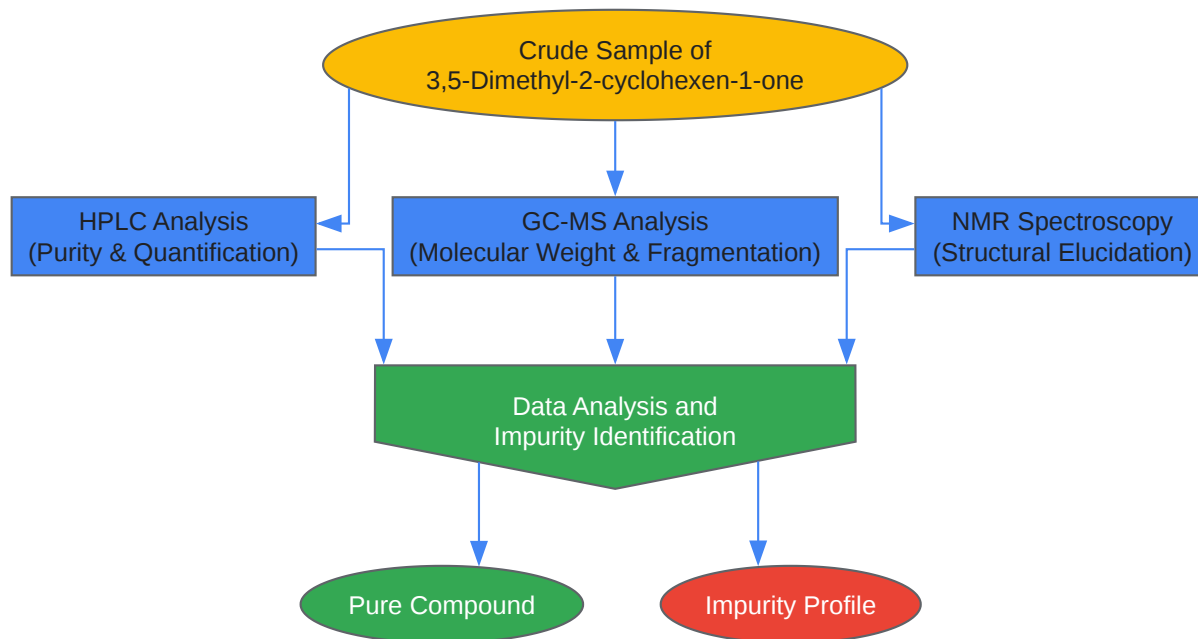 Crude Sample of
3,5-Dimethyl-2-cyclohexen-1-one
HPLC Analysis
(Purity & Quantification)
GC-MS Analysis
(Molecular Weight & Fragmentation)
NMR Spectroscopy
(Structural Elucidation)
Data Analysis and
Impurity Identification
Pure Compound
Impurity Profile